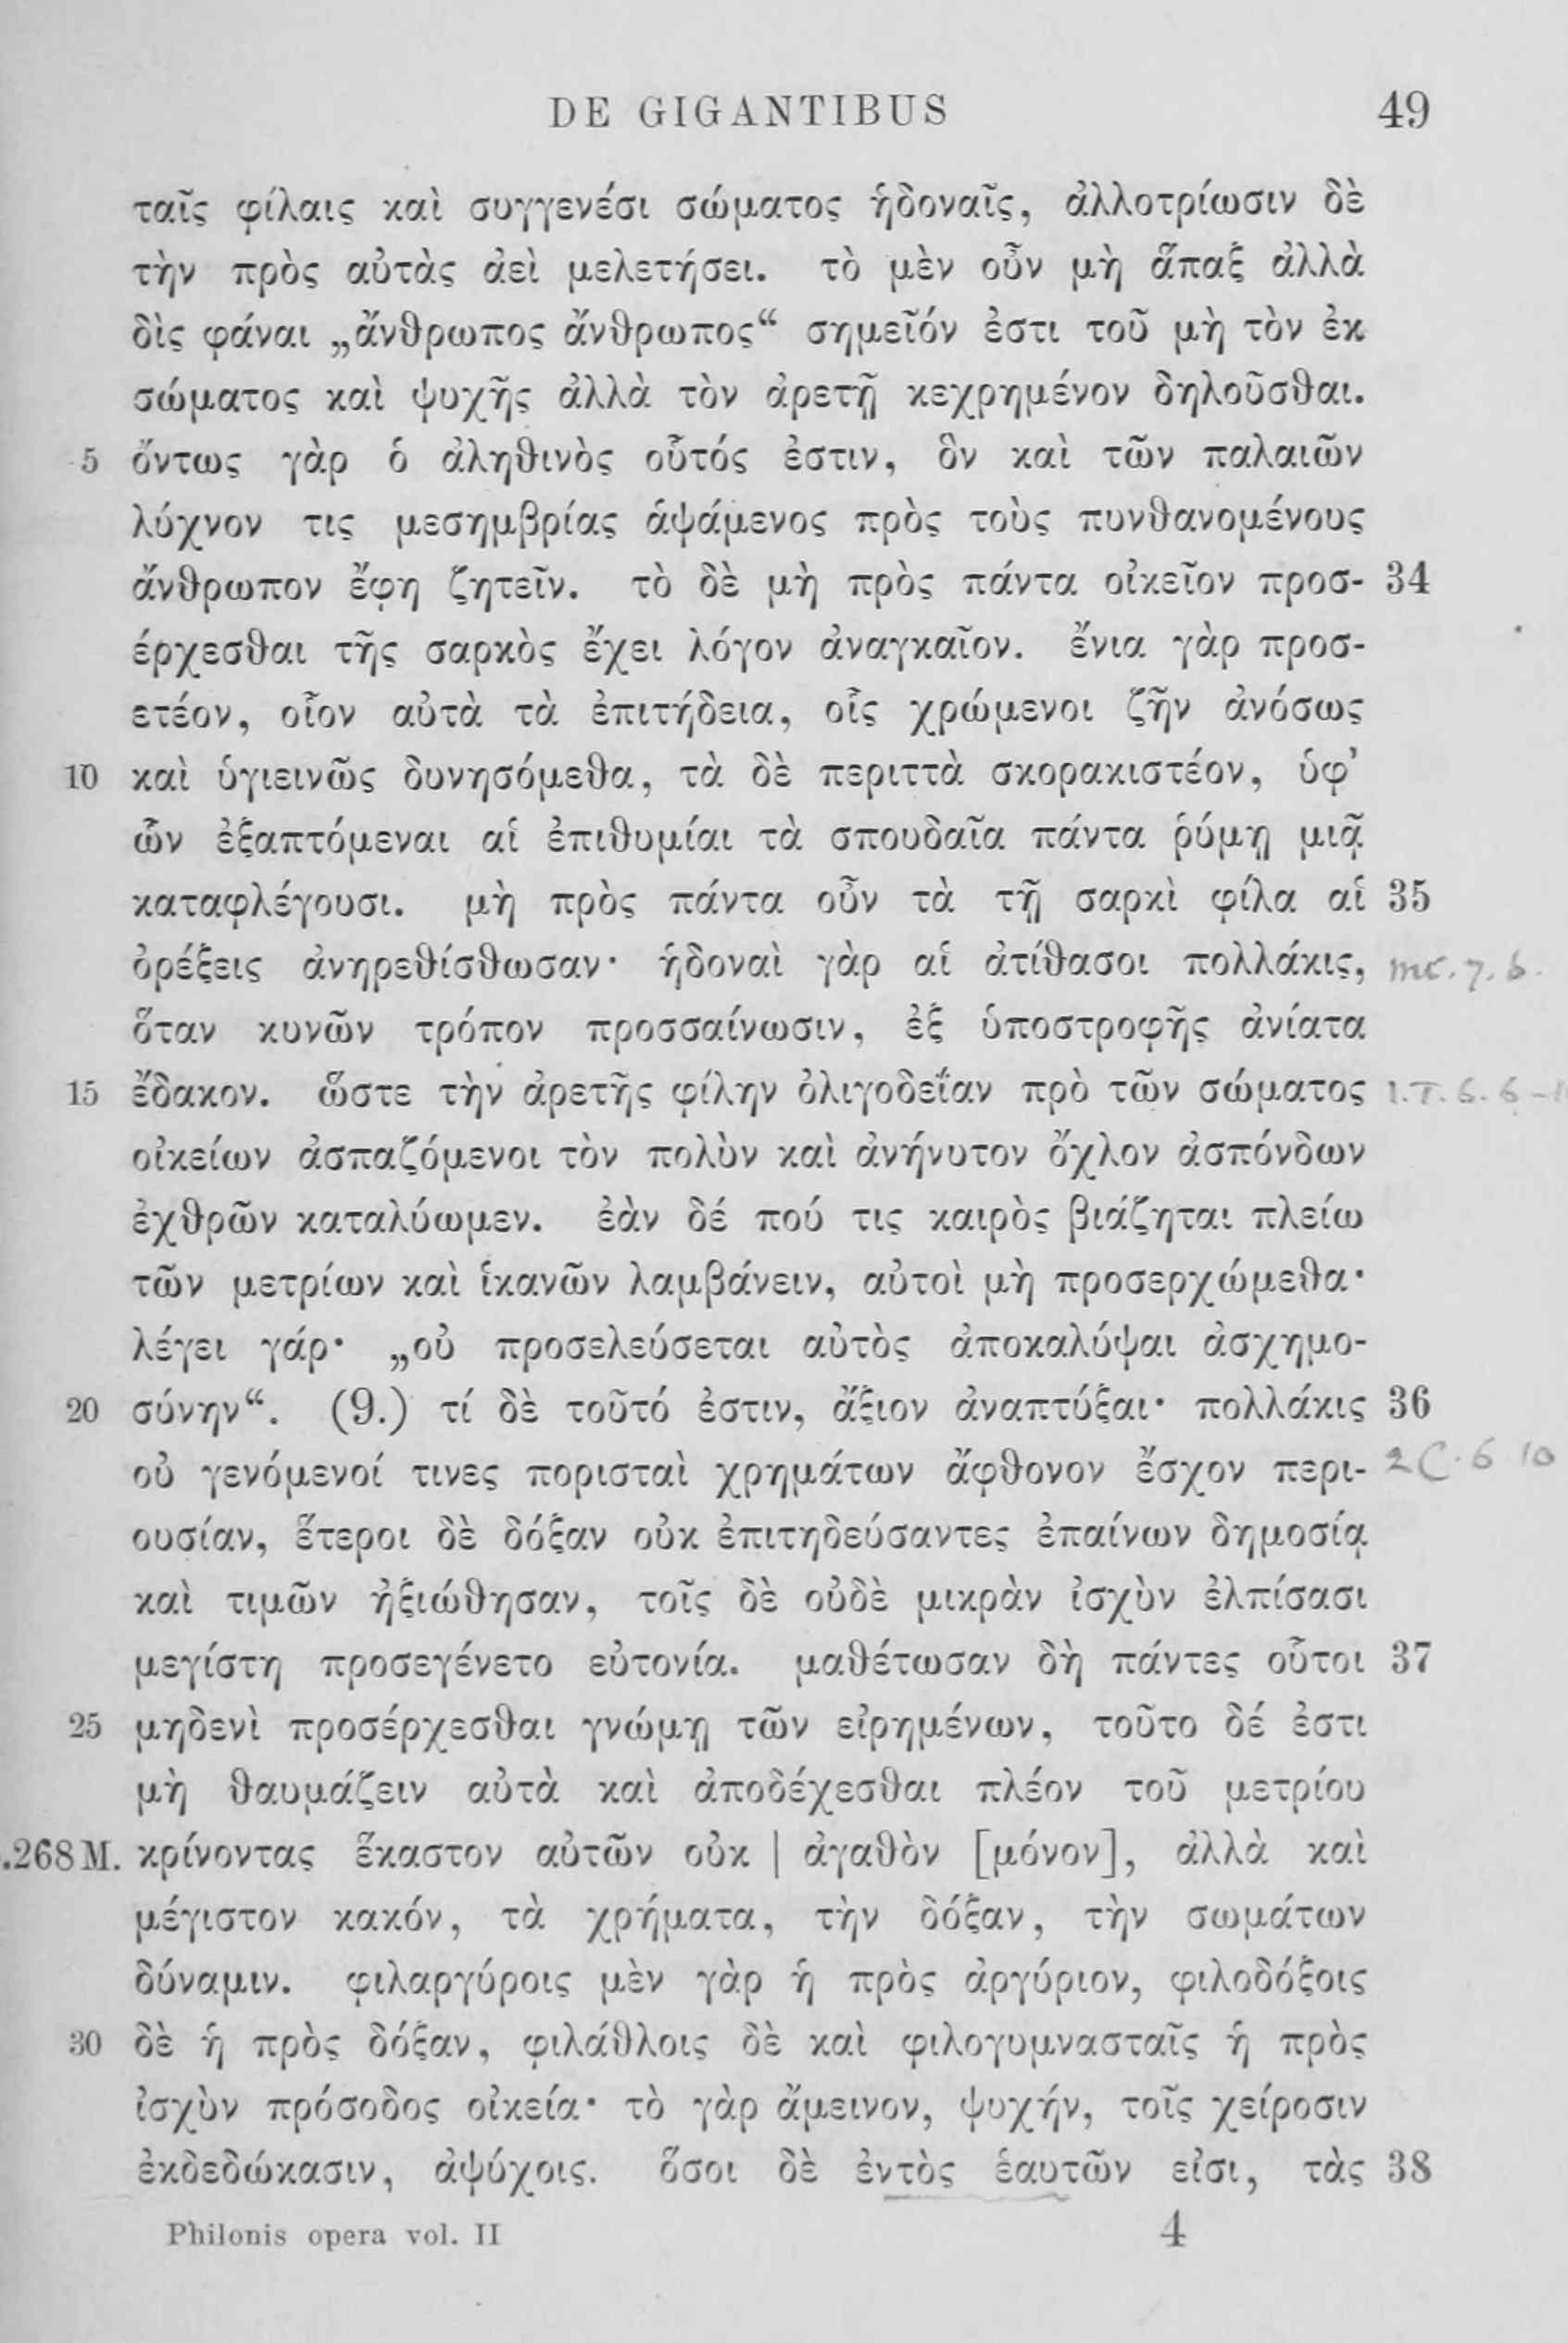 DE GIGANTIBUS 49
ταῖς φίλαις καὶ συγγενέσι σώματος ἡδοναῖς, ἀλλοτρίωσιν δὲ
τὴν πρὸς αὐτὰς ἀεὶ μελετήσει. τὸ μὲν οὖν μὴ ἅπαξ ἀλλὰ
δὶς φάναι „ἄνθρωπος ἄνθρωπος“ σημεῖόν ἐστι τοῦ μὴ τὸν ἐκ
σώματος καὶ ψυχῆς ἀλλὰ τὸν ἀρετῇ κεχρημένον δηλοῦσθαι.
5 ὄντως γὰρ ὁ ἀληθινὸς οὗτός ἐστιν, ὃν καὶ τῶν παλαιῶν
λύχνον τις μεσημβρίας ἁψάμενος πρὸς τοὺς πυνθανομένους
ἄνθρωπον ἔφη ζητεῖν. τὸ δὲ μὴ πρὸς πάντα οἰκεῖον προσ- 34
έρχεσθαι τῆς σαρκὸς ἔχει λόγον ἀναγκαῖον. ἔνια γὰρ προσ-
ετέον, οἷον αὐτὰ τὰ ἐπιτήδεια, οἷς χρώμενοι ζῆν ἀνόσως
10 καὶ ὑγιεινῶς δυνησόμεθα, τὰ δὲ περιττὰ σκορακιστέον, ὑφ’
ὧν ἐξαπτόμεναι αἱ ἐπιθυμίαι τὰ σπουδαῖα πάντα ῥύμῃ μιᾷ
καταφλέγουσι. μὴ πρὸς πάντα οὖν τὰ τῇ σαρκὶ φίλα αἱ 35
ὀρέξεις ἀνηρεθίσθωσαν· ἡδοναὶ γὰρ αἱ ἀτίθασοι πολλάκις, mt. 7. 6.
ὅταν κυνῶν τρόπον προσσαίνωσιν, ἐξ ὑποστροφῆς ἀνίατα
15 ἔδακον. ὥστε τὴν ἀρετῆς φίλην ὀλιγοδεΐαν πρὸ τῶν σώματος 1. T. 6. 6-
οἰκείων ἀσπαζόμενοι τὸν πολὺν καὶ ἀνήνυτον ὄχλον ἀσπόνδων
ἐχθρῶν καταλύωμεν. ἐὰν δέ πού τις καιρὸς βιάζηται πλείω
τῶν μετρίων καὶ ἱκανῶν λαμβάνειν, αὐτοὶ μὴ προσερχώμεθα·
λέγει γάρ· „οὐ προσελεύσεται αὐτὸς ἀποκαλύψαι ἀσχημο-
20 σύνην“. (9.) τί δὲ τοῦτό ἐστιν, ἄξιον ἀναπτύξαι· πολλάκις 36
οὐ γενόμενοί τινες πορισταὶ χρημάτων ἄφθονον ἔσχον περι- 2 C. 6 10
ουσίαν, ἕτεροι δὲ δόξαν οὐκ ἐπιτηδεύσαντες ἐπαίνων δημοσίᾳ
καὶ τιμῶν ἠξιώθησαν, τοῖς δὲ οὐδὲ μικρὰν ἰσχὺν ἐλπίσασι
μεγίστη προσεγένετο εὐτονία. μαθέτωσαν δὴ πάντες οὗτοι 37
25 μηδενὶ προσέρχεσθαι γνώμῃ τῶν εἰρημένων, τοῦτο δέ ἐστι
μὴ θαυμάζειν αὐτὰ καὶ ἀποδέχεσθαι πλέον τοῦ μετρίου
.268 M. κρίνοντας ἕκαστον αὐτῶν οὐκ | ἀγαθὸν [μόνον], ἀλλὰ καὶ
μέγιστον κακόν, τὰ χρήματα, τὴν δόξαν, τὴν σωμάτων
δύναμιν. φιλαργύροις μὲν γὰρ ἡ πρὸς ἀργύριον, φιλοδόξοις
30 δὲ ἡ πρὸς δόξαν, φιλάθλοις δὲ καὶ φιλογυμνασταῖς ἡ πρὸς
ἰσχὺν πρόσοδος οἰκεία· τὸ γὰρ ἄμεινον, ψυχήν, τοῖς χείροσιν
ἐκδεδώκασιν, ἀψύχοις. ὅσοι δὲ ἐντὸς ἑαυτῶν εἰσι, τὰς 38
Philonis opera vol. II 4